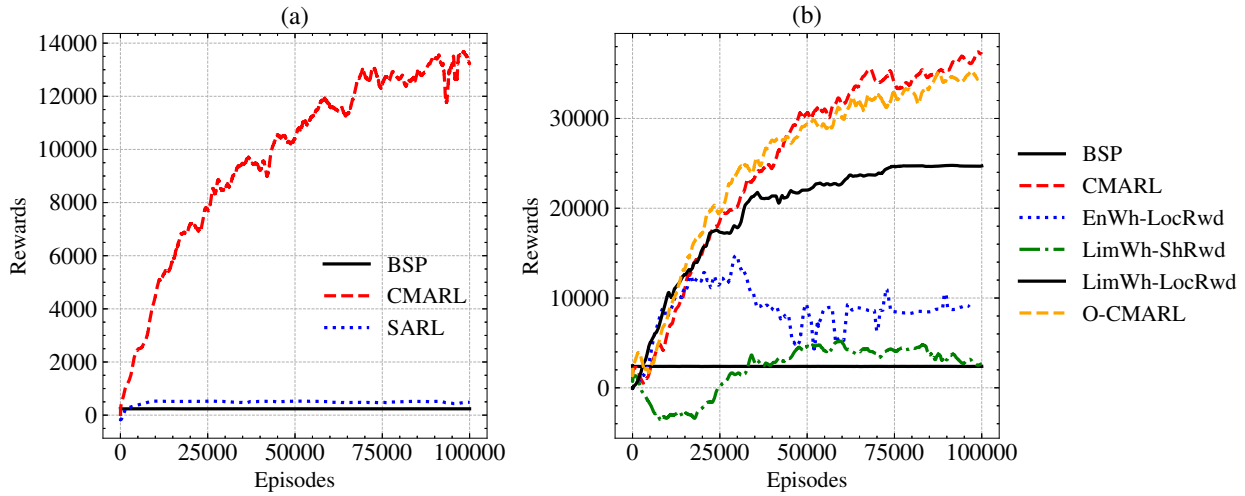 (a)
Rewards
14000
12000
10000
8000
6000
4000
2000
0
BSP
CMARL
SARL
0 25000 50000 75000 100000
Episodes
(b)
Rewards
30000
20000
10000
0
0 25000 50000 75000 100000
Episodes
BSP
CMARL
EnWh-LocRwd
LimWh-ShRwd
LimWh-LocRwd
O-CMARL